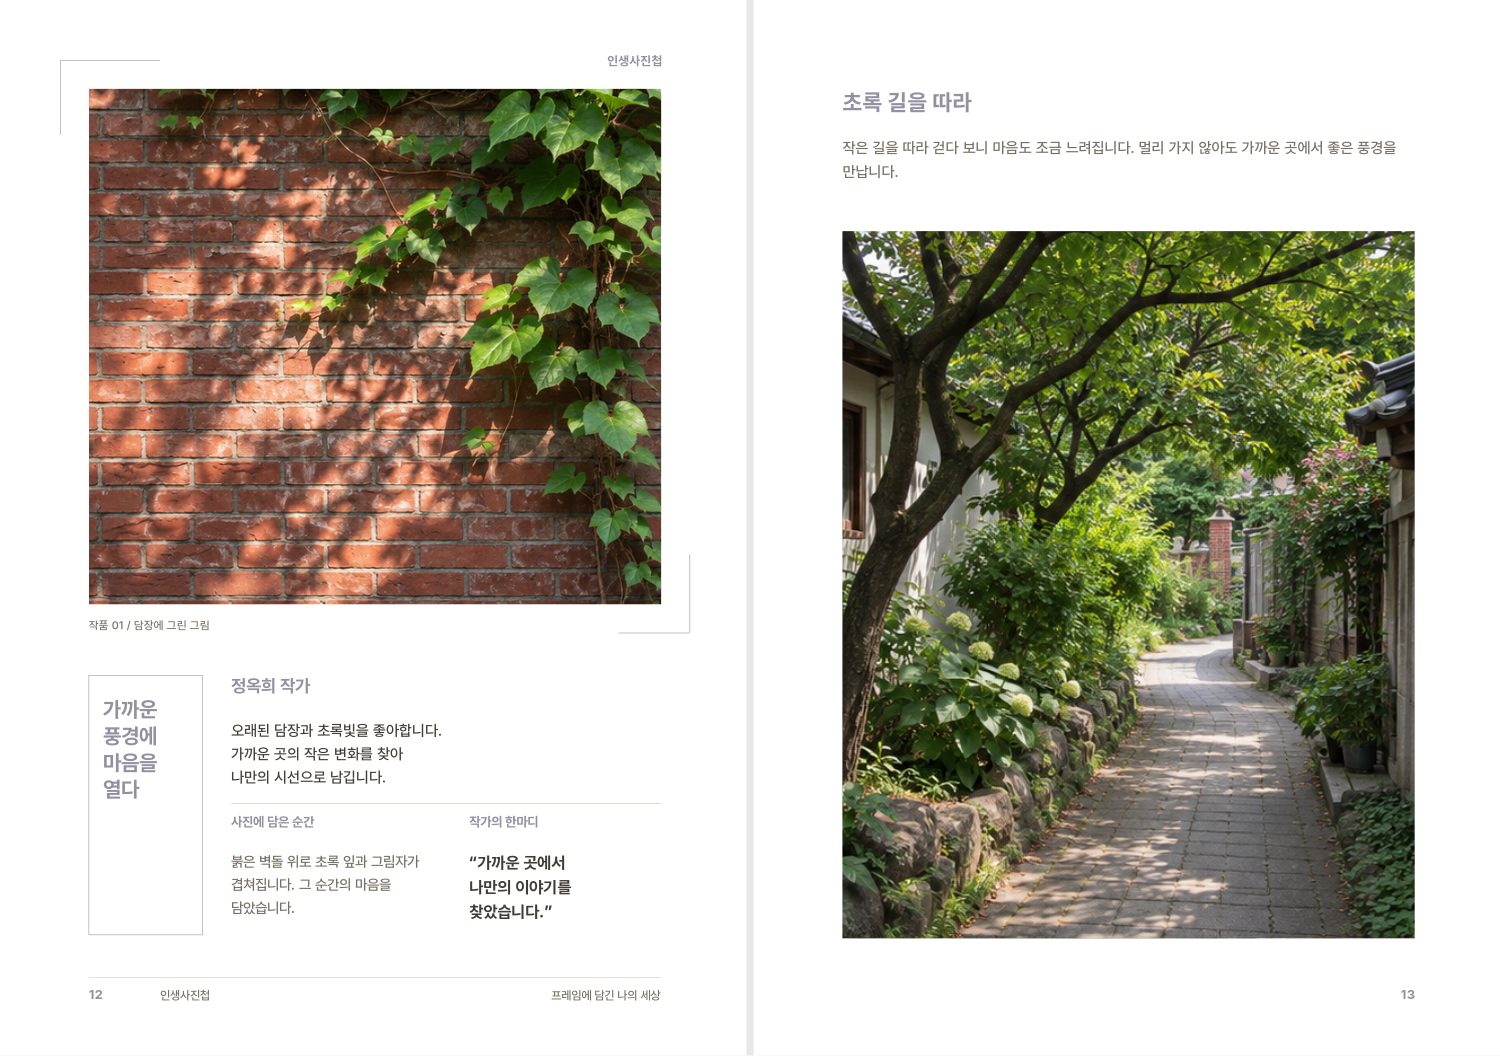 인생사진첩
작품 01 / 담장에 그린 그림
가까운
풍경에
마음을
열다
정옥희 작가
오래된 담장과 초록빛을 좋아합니다.
가까운 곳의 작은 변화를 찾아
나만의 시선으로 남깁니다.
사진에 담은 순간
붉은 벽돌 위로 초록 잎과 그림자가
겹쳐집니다. 그 순간의 마음을
담았습니다.
작가의 한마디
“가까운 곳에서
나만의 이야기를
찾았습니다.”
12
인생사진첩
프레임에 담긴 나의 세상
초록 길을 따라
작은 길을 따라 걷다 보니 마음도 조금 느려집니다. 멀리 가지 않아도 가까운 곳에서 좋은 풍경을
만납니다.
13